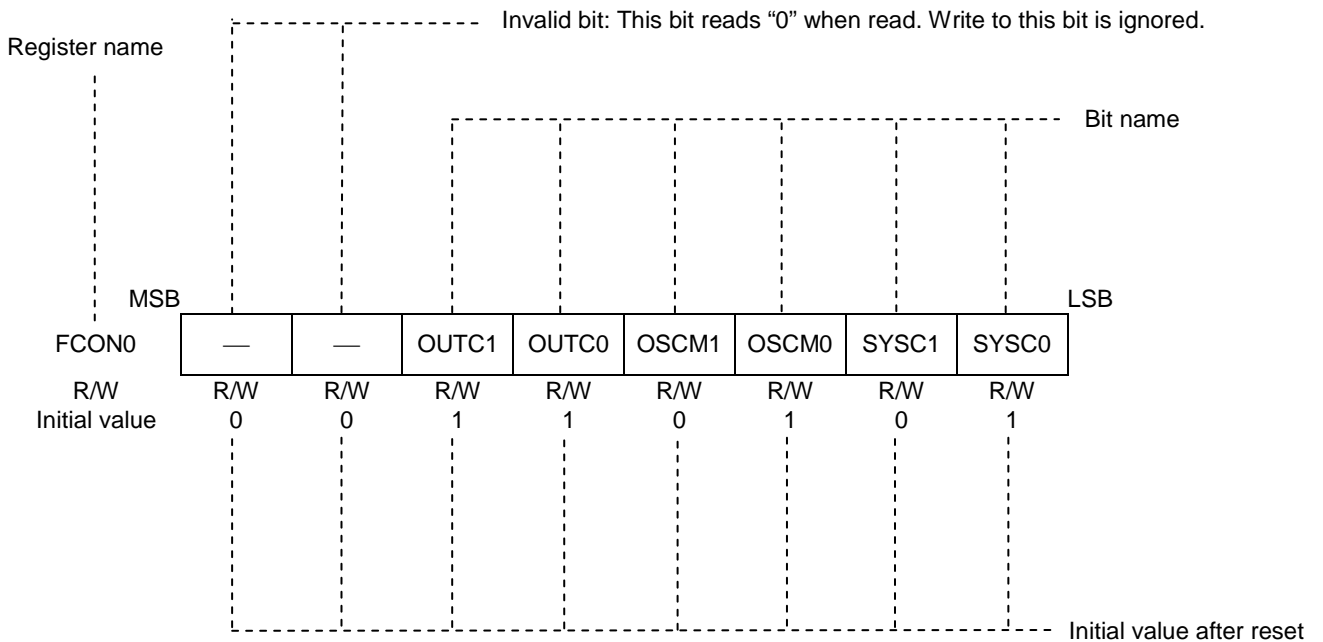 Invalid bit: This bit reads “0” when read. Write to this bit is ignored.
Register name
Bit name
MSB LSB
FCON0 — — OUTC1 OUTC0 OSCM1 OSCM0 SYSC1 SYSC0
R/W R/W R/W R/W R/W R/W R/W R/W R/W
Initial value 0 0 1 1 0 1 0 1
Initial value after reset